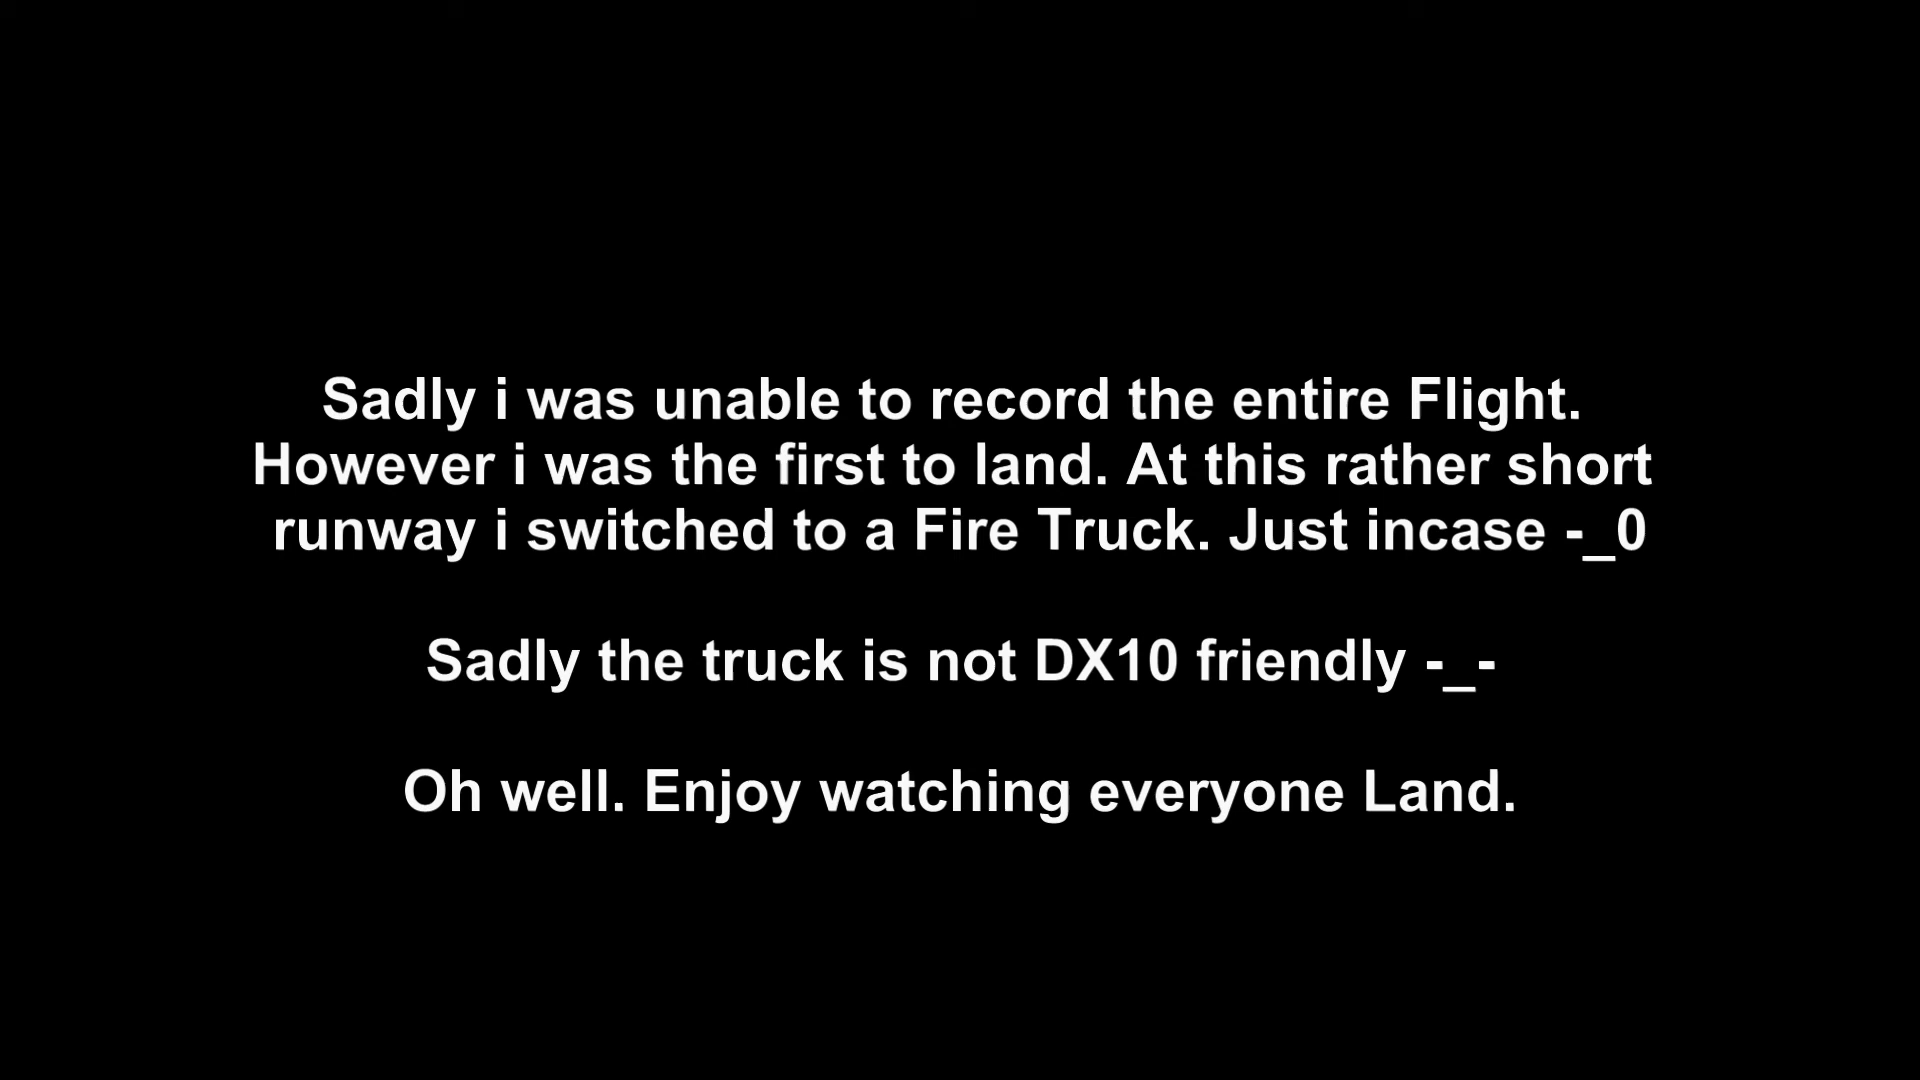 Sadly i was unable to record the entire Flight.
However i was the first to land. At this rather short
runway i switched to a Fire Truck. Just incase -_0
Sadly the truck is not DX10 friendly -_-
Oh well. Enjoy watching everyone Land.